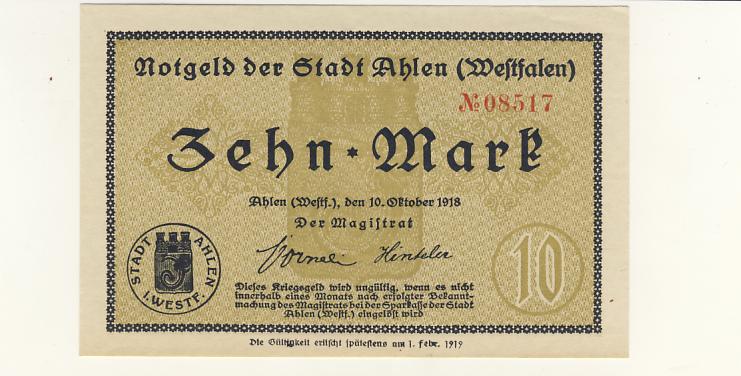 Notgeld der Stadt Ahlen (Westfalen)
№ 08517
Zehn * Mark
Ahlen (Westf.), den 10. Oktober 1918
Der Magistrat
Hinkeler
STADT AHLEN
I. WESTF.
10
Dieses Kriegsgeld wird ungültig, wenn es nicht
innerhalb eines Monats nach erfolgter Bekannt-
machung des Magistrats bei der Sparkasse der Stadt
Ahlen (Westf.) eingelöst wird
Die Gültigkeit erlischt spätestens am 1. Febr. 1919